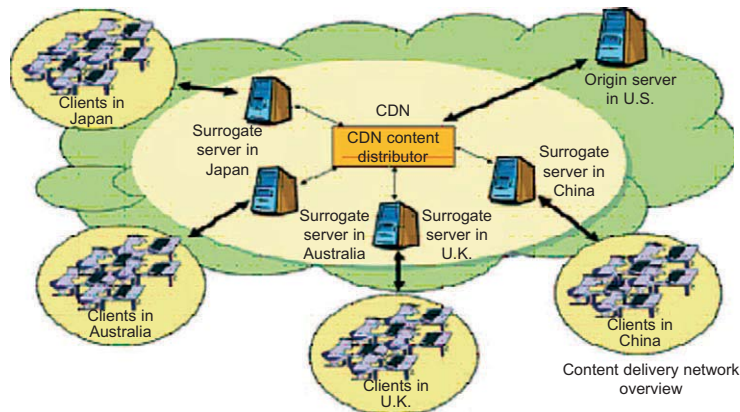 Clients in
Japan
Origin server
in U.S.
CDN
CDN content
distributor
Surrogate
server in
Japan
Surrogate
server in
China
Surrogate
server in
Australia
Surrogate
server in
U.K.
Clients in
Australia
Clients in
China
Clients in
U.K.
Content delivery network
overview